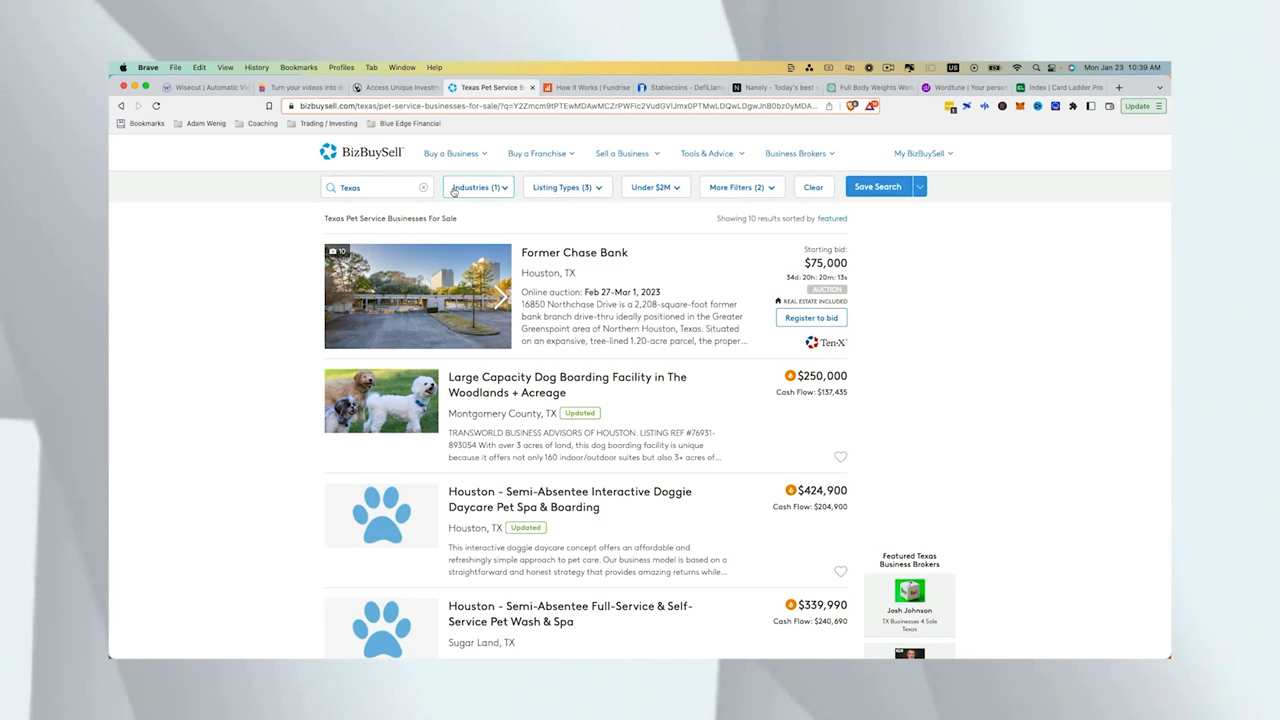 Brave File Edit View History Bookmarks Profiles Tab Window Help
US
Mon Jan 23 10:39 AM
Wisecut | Automatic Vid
Turn your videos into
Access Unique Investm
Texas Pet Service B
How it Works | Fundrise
Stablecoins - DefiLlama
Nanoly - Today's best
Full Body Weights Wor
Wordtune | Your person
Index | Card Ladder Pro
bizbuysell.com/texas/pet-service-businesses-for-sale/
Update
Bookmarks
Adam Wenig
Coaching
Trading / Investing
Blue Edge Financial
BizBuySell
Buy a Business
Buy a Franchise
Sell a Business
Tools & Advice
Business Brokers
My BizBuySell
Texas
Industries (1)
Listing Types (3)
Under $2M
More Filters (2)
Clear
Save Search
Texas Pet Service Businesses For Sale
Showing 10 results sorted by featured
10
Former Chase Bank
Houston, TX
Online auction: Feb 27-Mar 1, 2023
16850 Northchase Drive is a 2,208-square-foot former
bank branch drive-thru ideally positioned in the Greater
Greenspoint area of Northern Houston, Texas. Situated
on an expansive, tree-lined 1.20-acre parcel, the proper...
Starting bid:
$75,000
34d: 20h: 20m: 13s
AUCTION
REAL ESTATE INCLUDED
Register to bid
Ten-X
Large Capacity Dog Boarding Facility in The
Woodlands + Acreage
Montgomery County, TX Updated
TRANSWORLD BUSINESS ADVISORS OF HOUSTON. LISTING REF #76931-
893054 With over 3 acres of land, this dog boarding facility is unique
because it offers not only 160 indoor/outdoor suites but also 3+ acres of...
$250,000
Cash Flow: $137,435
Houston - Semi-Absentee Interactive Doggie
Daycare Pet Spa & Boarding
Houston, TX Updated
This interactive doggie daycare concept offers an affordable and
refreshingly simple approach to pet care. Our business model is based on a
straightforward and honest strategy that provides amazing returns while...
$424,900
Cash Flow: $204,900
Houston - Semi-Absentee Full-Service & Self-
Service Pet Wash & Spa
Sugar Land, TX
$339,990
Cash Flow: $240,690
Featured Texas
Business Brokers
Josh Johnson
TX Businesses 4 Sale
Texas